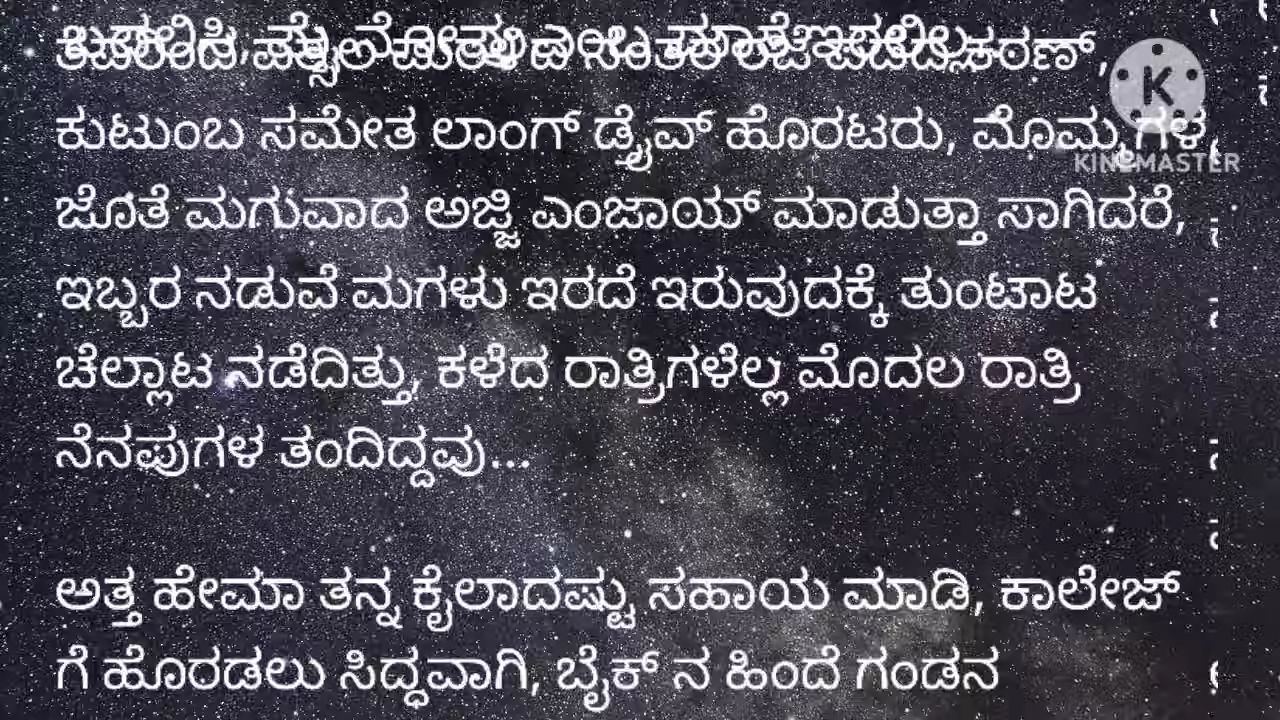 ಕುಟುಂಬ ಸಮೇತ ಲಾಂಗ್ ಡ್ರೈವ್ ಹೊರಟರು, ಮೊಮ್ಮಗಳ
ಜೊತೆ ಮಗುವಾದ ಅಜ್ಜಿ ಎಂಜಾಯ್ ಮಾಡುತ್ತಾ ಸಾಗಿದರೆ,
ಇಬ್ಬರ ನಡುವೆ ಮಗಳು ಇರದೆ ಇರುವುದಕ್ಕೆ ತುಂಟಾಟ
ಚೆಲ್ಲಾಟ ನಡೆದಿತ್ತು, ಕಳೆದ ರಾತ್ರಿಗಳೆಲ್ಲ ಮೊದಲ ರಾತ್ರಿ
ನೆನಪುಗಳ ತಂದಿದ್ದವು...
ಅತ್ತ ಹೇಮಾ ತನ್ನ ಕೈಲಾದಷ್ಟು ಸಹಾಯ ಮಾಡಿ, ಕಾಲೇಜ್
ಗೆ ಹೊರಡಲು ಸಿದ್ಧವಾಗಿ, ಬೈಕ್ ನ ಹಿಂದೆ ಗಂಡನ
K
KINEMASTER